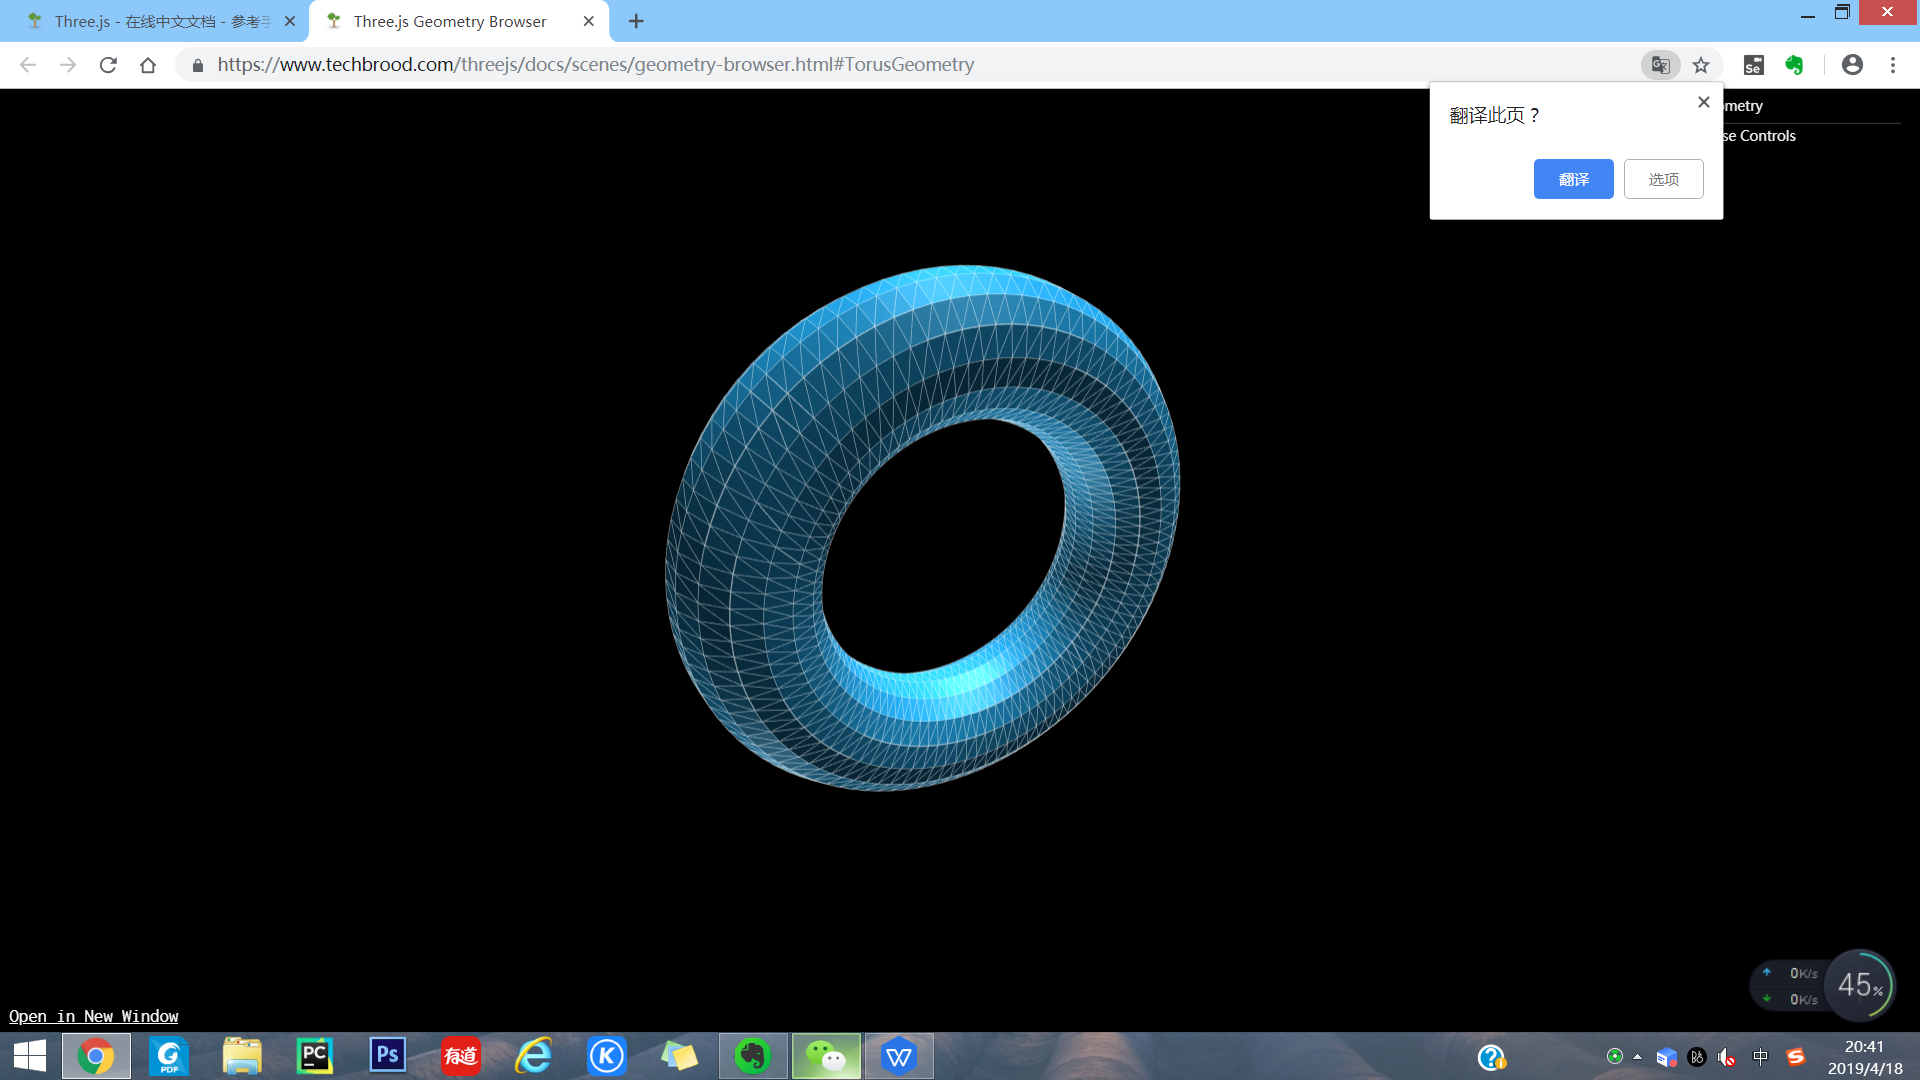 Three.js - 在线中文文档 - 参考手
Three.js Geometry Browser
https://www.techbrood.com/threejs/docs/scenes/geometry-browser.html#TorusGeometry
Se
翻译此页？
翻译
选项
ometry
se Controls
0K/s
0K/s
45%
Open in New Window
PDF
PC
Ps
有道
K
W
中
S
20:41
2019/4/18